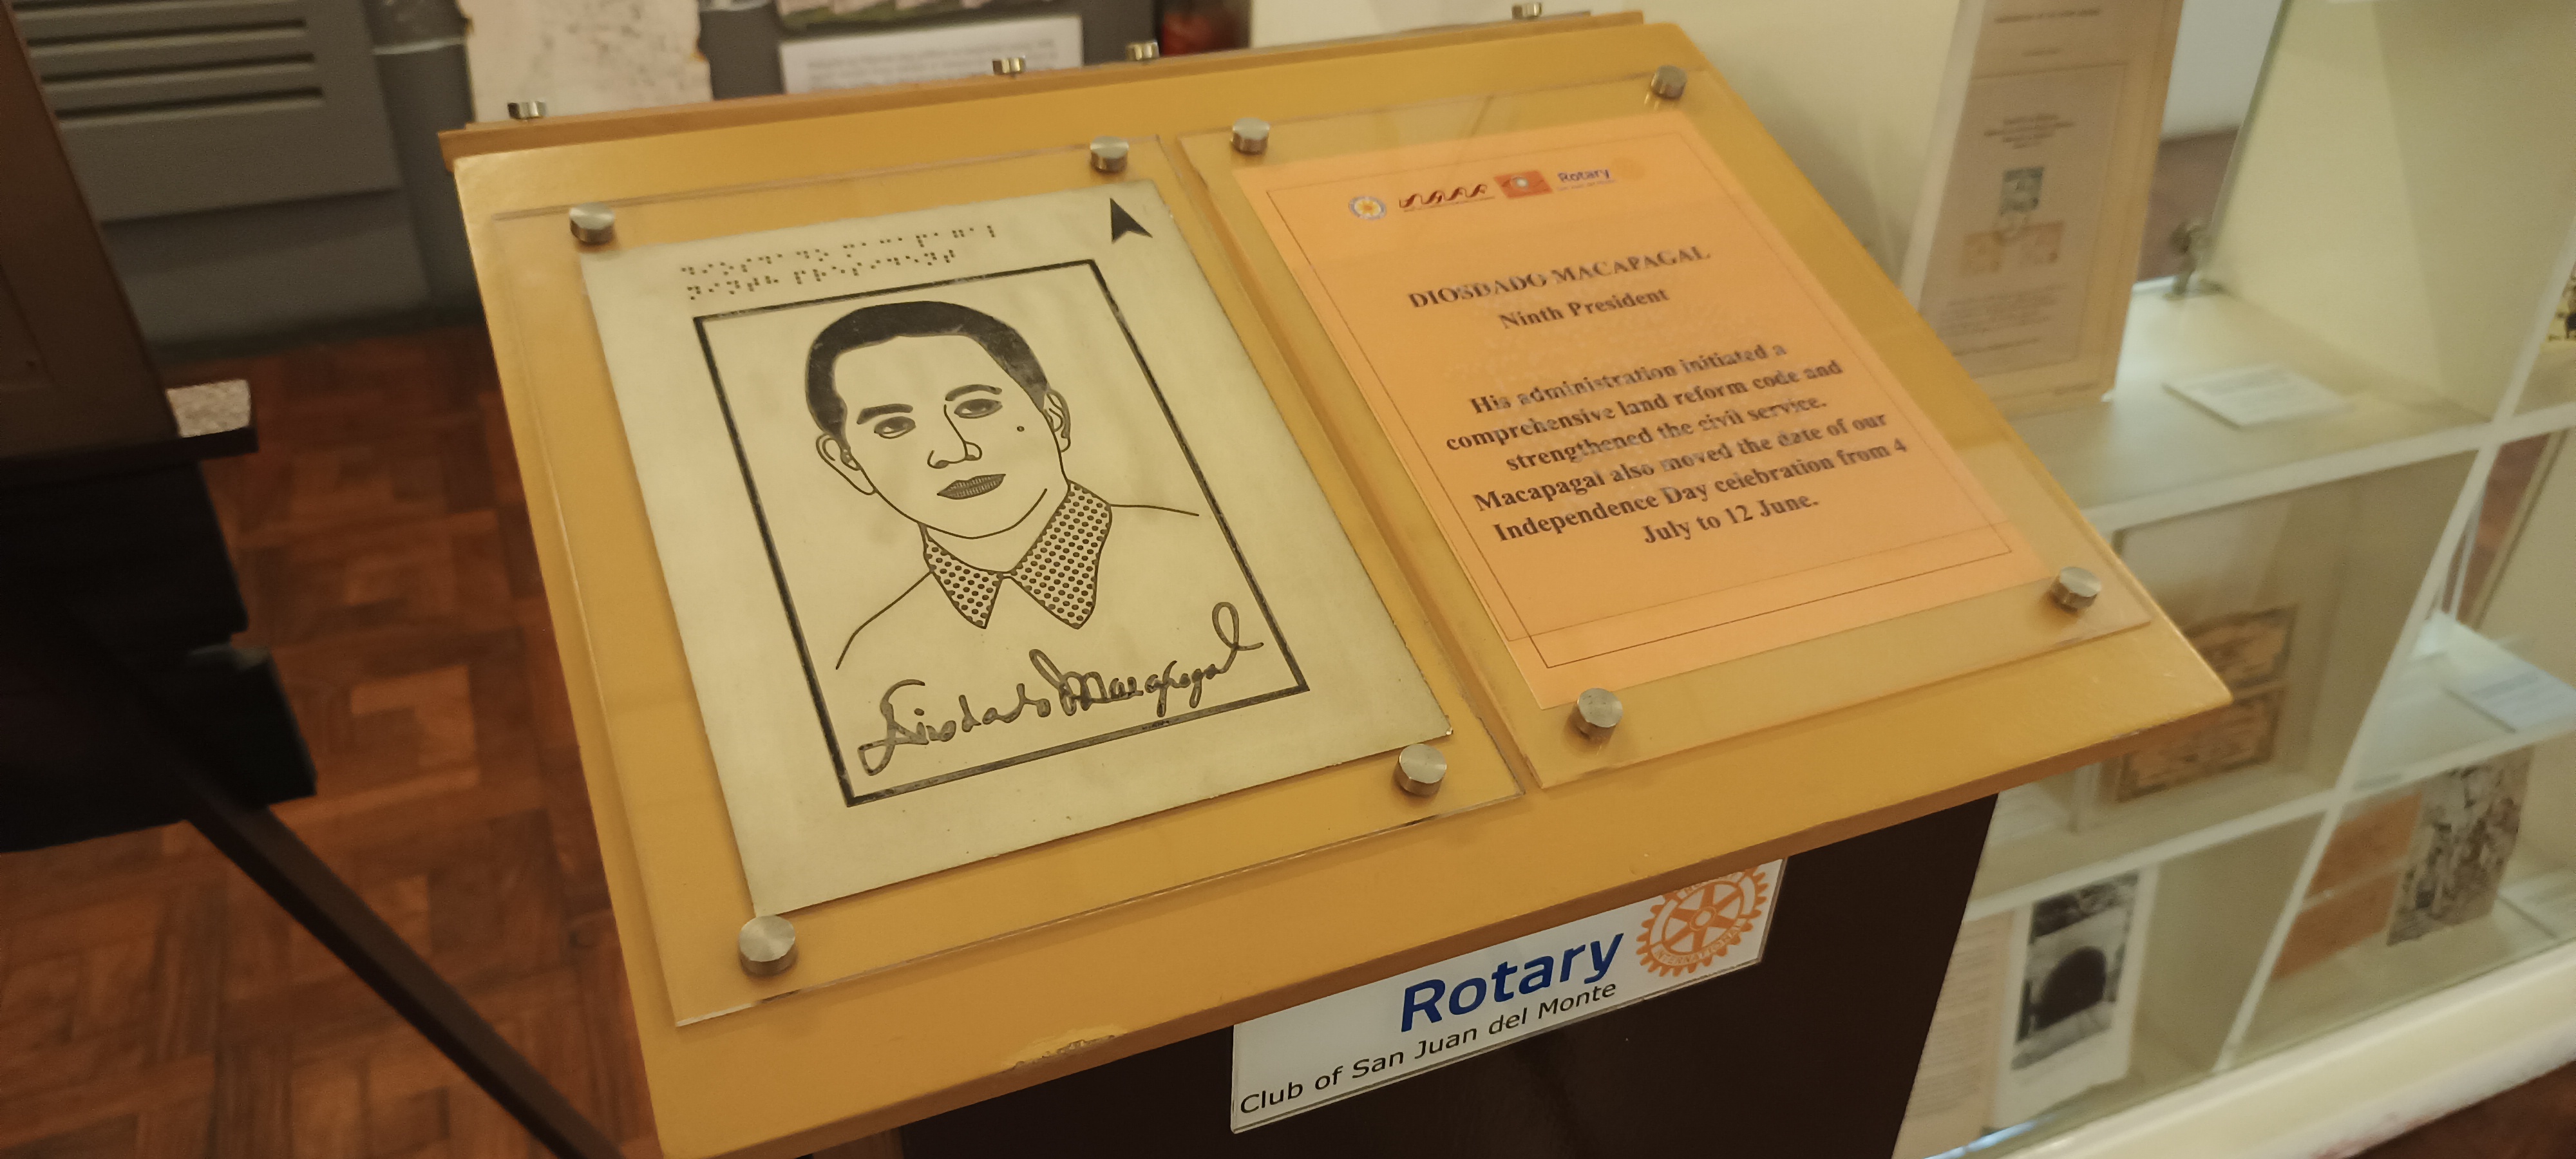 Diosdado Macapagal
Rotary
DIOSDADO MACAPAGAL
Ninth President
His administration initiated a
comprehensive land reform code and
strengthened the civil service.
Macapagal also moved the date of our
Independence Day celebration from 4
July to 12 June.
Rotary
Club of San Juan del Monte
INTERNATIONAL